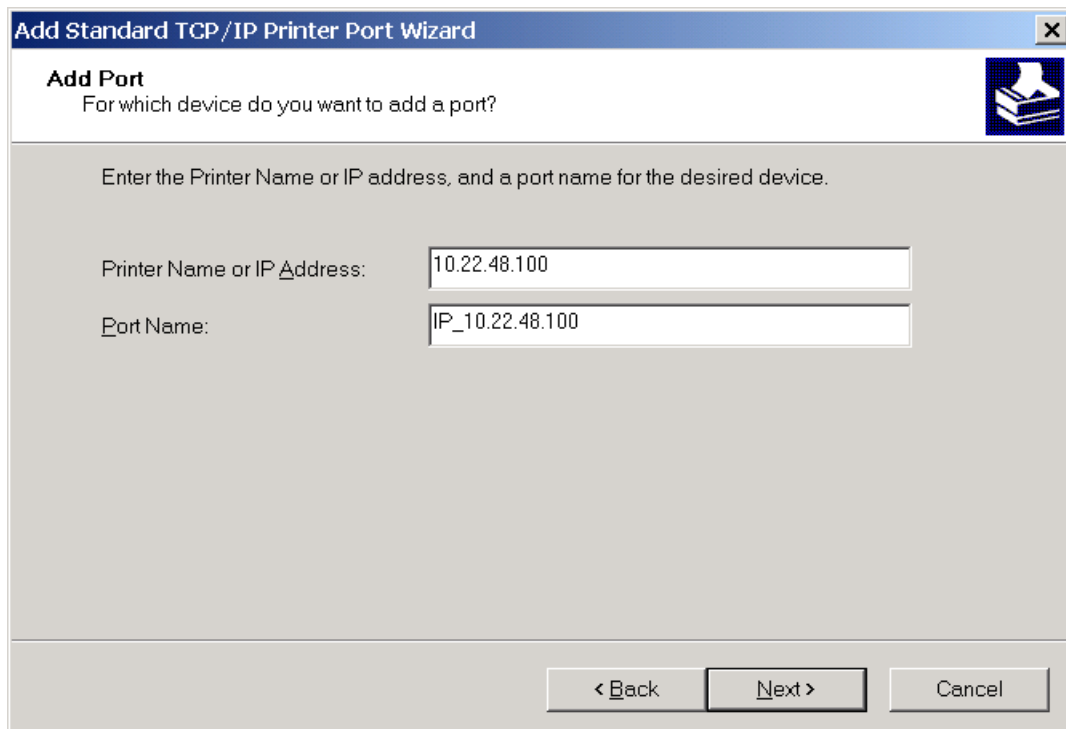 Add Standard TCP/IP Printer Port Wizard
Add Port
For which device do you want to add a port?
Enter the Printer Name or IP address, and a port name for the desired device.
Printer Name or IP Address: 10.22.48.100
Port Name: IP_10.22.48.100
< Back Next > Cancel